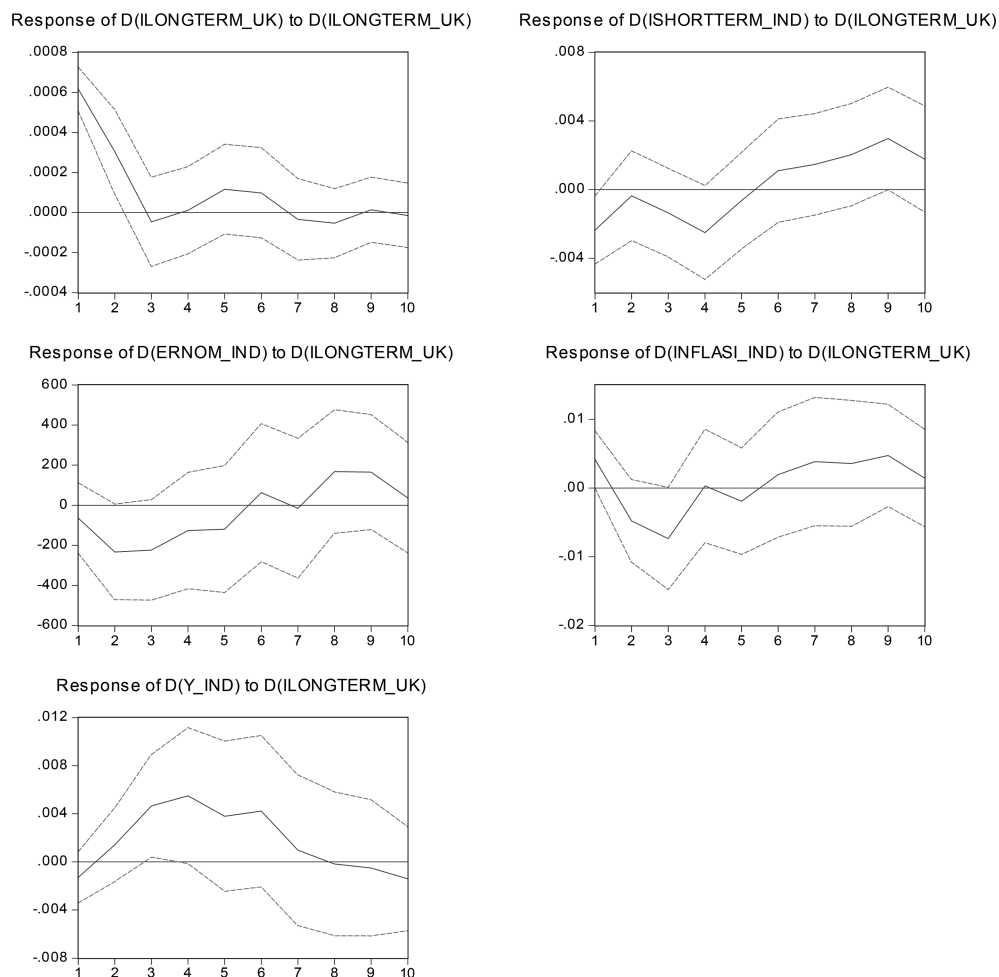 Response of D(ILONGTERM_UK) to D(ILONGTERM_UK)
.0008
.0006
.0004
.0002
.0000
-.0002
-.0004
1 2 3 4 5 6 7 8 9 10
Response of D(ISHORTTERM_IND) to D(ILONGTERM_UK)
.008
.004
.000
-.004
1 2 3 4 5 6 7 8 9 10
Response of D(ERNOM_IND) to D(ILONGTERM_UK)
600
400
200
0
-200
-400
-600
1 2 3 4 5 6 7 8 9 10
Response of D(INFLASI_IND) to D(ILONGTERM_UK)
.01
.00
-.01
-.02
1 2 3 4 5 6 7 8 9 10
Response of D(Y_IND) to D(ILONGTERM_UK)
.012
.008
.004
.000
-.004
-.008
1 2 3 4 5 6 7 8 9 10